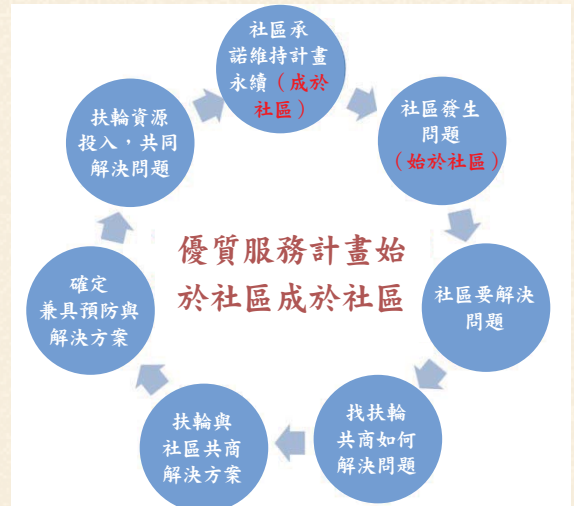 社區承
諾維持計畫
永續（成於
社區）
社區發生
問題
（始於社區）
社區要解決
問題
找扶輪
共商如何
解決問題
扶輪與
社區共商
解決方案
確定
兼具預防與
解決方案
扶輪資源
投入，共同
解決問題
優質服務計畫始
於社區成於社區